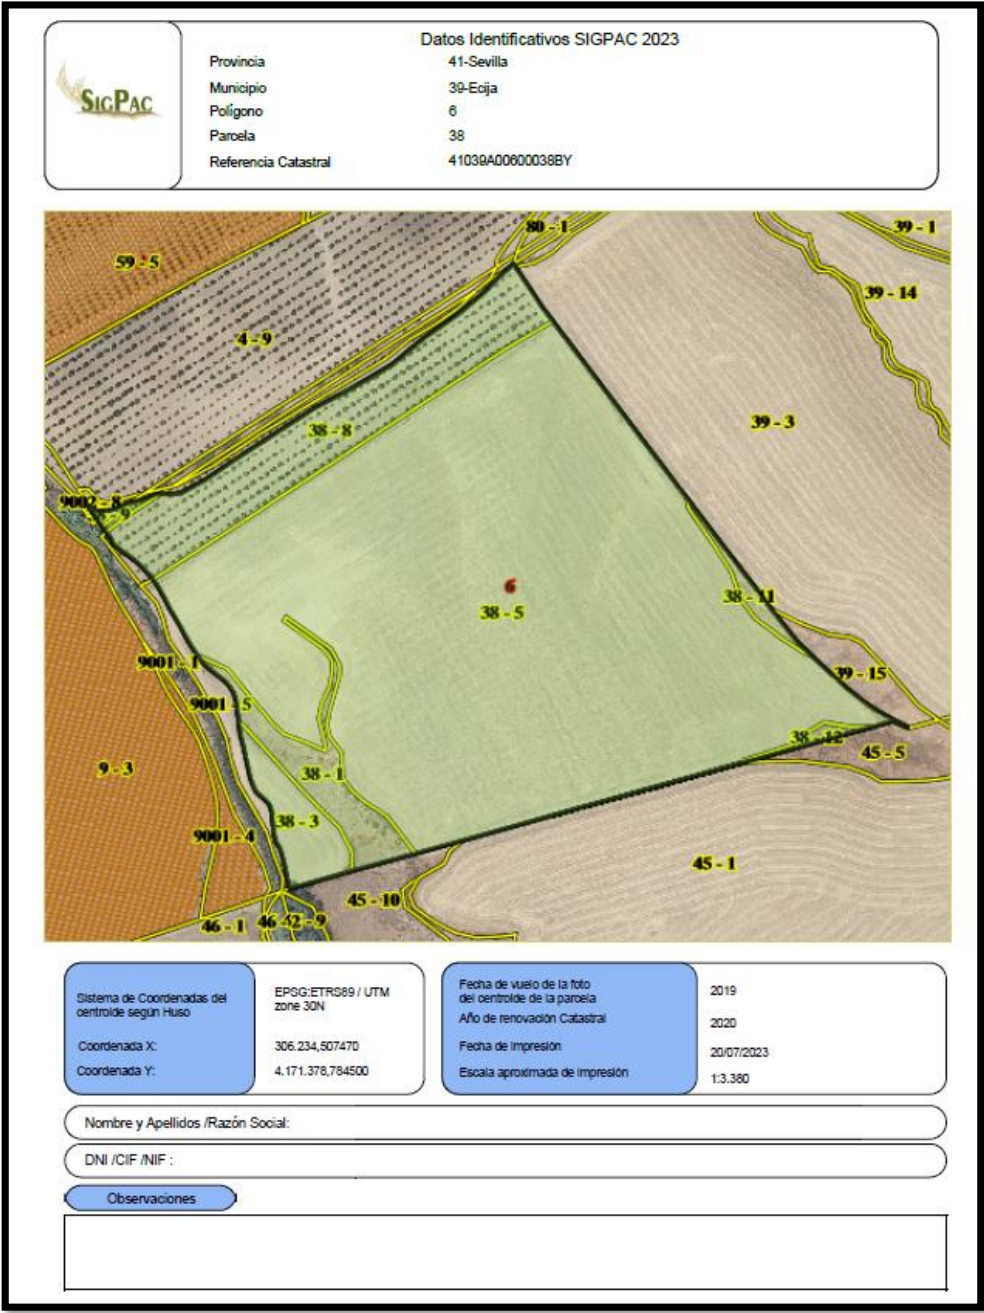 Datos Identificativos SIGPAC 2023
SIGPAC
Provincia 41-Sevilla
Municipio 39-Ecija
Polígono 6
Parcela 38
Referencia Catastral 41039A00600038BY
80 - 1
39 - 1
59 - 5
39 - 14
4 - 9
39 - 3
38 - 8
9002 - 8
6
38 - 5
38 - 11
9001 - 1
39 - 15
9001 - 5
38 - 12
45 - 5
9 - 3
38 - 1
38 - 3
9001 - 4
45 - 1
45 - 10
46 - 1
Sistema de Coordenadas del
centroide según Huso
EPSG:ETRS89 / UTM
zone 30N
Coordenada X: 306.234,507470
Coordenada Y: 4.171.378,784500
Fecha de vuelo de la foto
del centroide de la parcela
2019
Año de renovación Catastral 2020
Fecha de Impresión 20/07/2023
Escala aproximada de impresión 1:3.380
Nombre y Apellidos /Razón Social:
DNI /CIF /NIF :
Observaciones